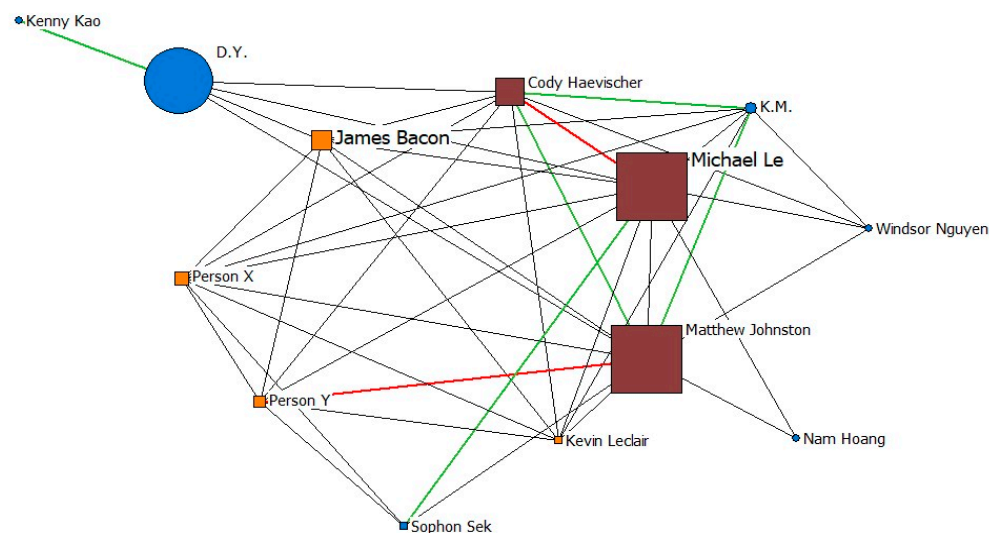 Kenny Kao
D.Y.
Cody Haevischer
K.M.
James Bacon
Michael Le
Windsor Nguyen
Person X
Matthew Johnston
Person Y
Kevin Leclair
Nam Hoang
Sophon Sek